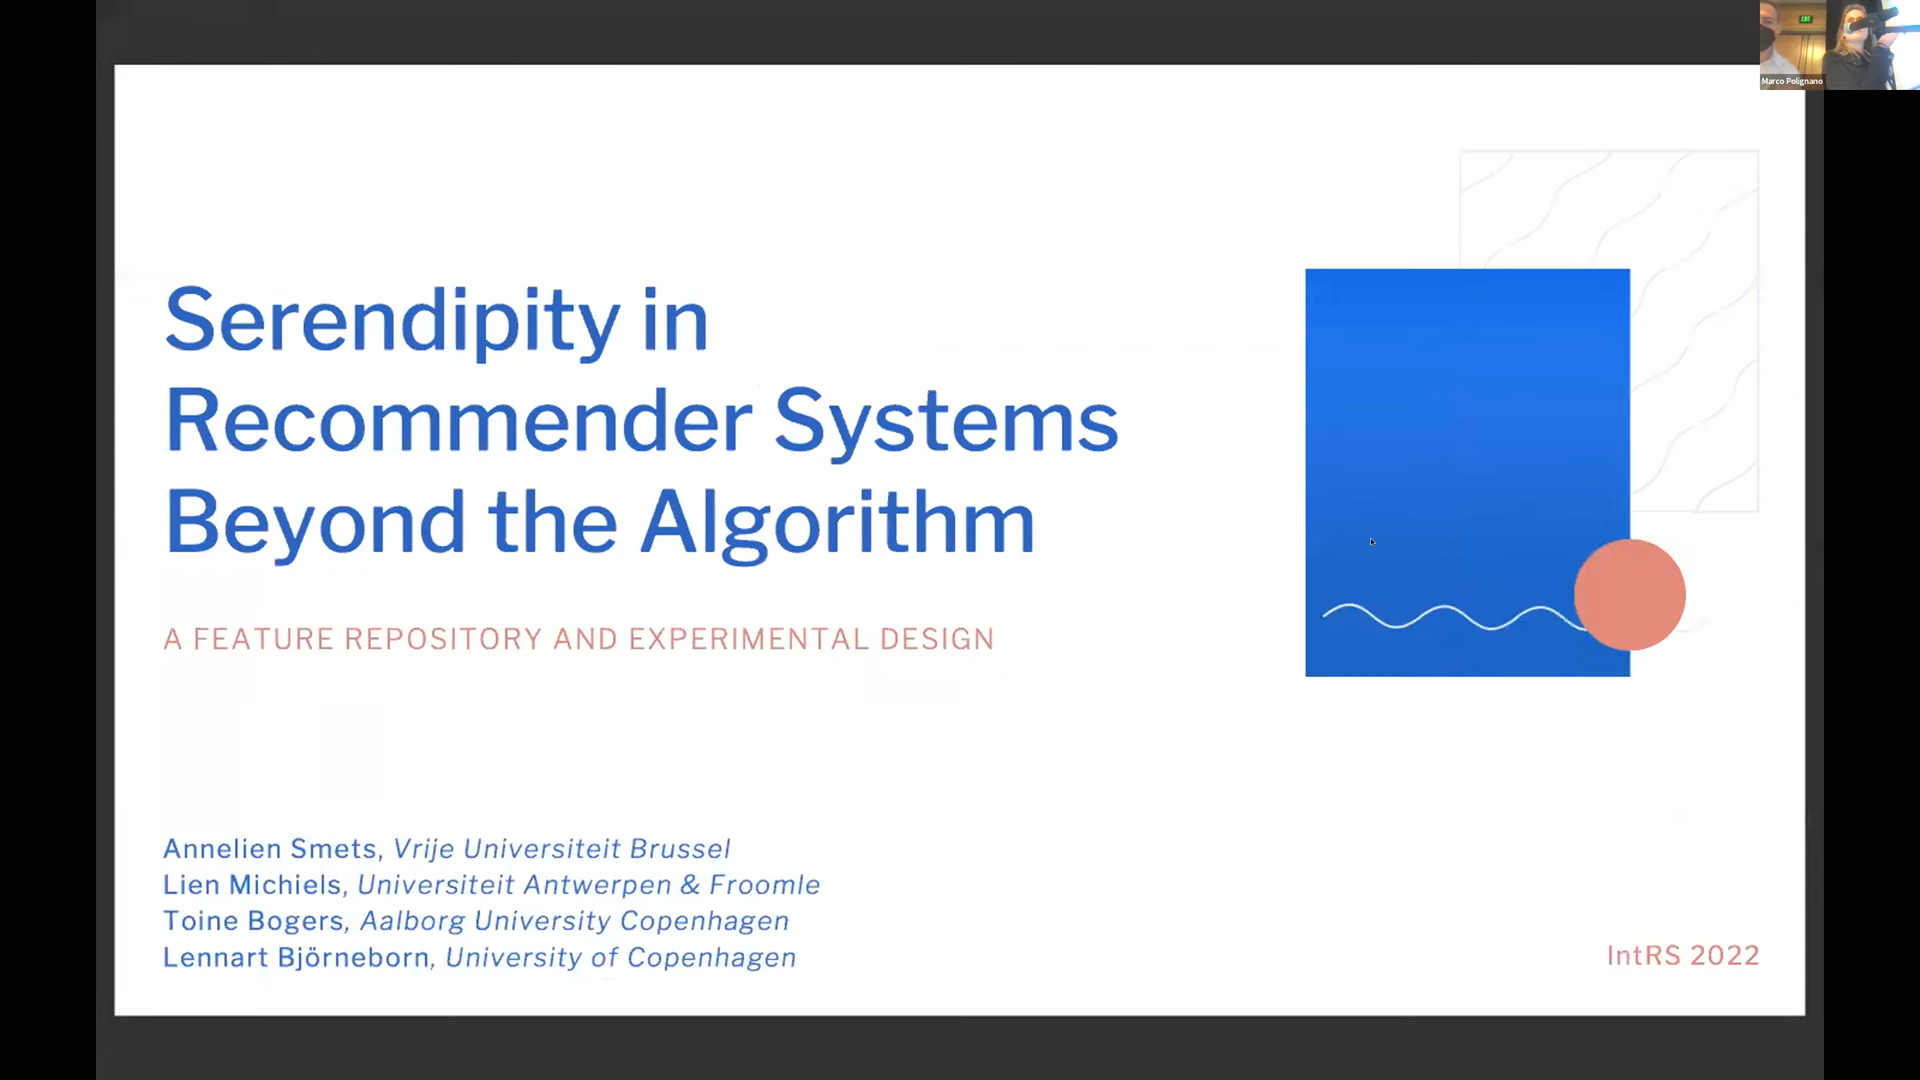 EXIT
Marco Polignano
Serendipity in
Recommender Systems
Beyond the Algorithm
A FEATURE REPOSITORY AND EXPERIMENTAL DESIGN
Annelien Smets, Vrije Universiteit Brussel
Lien Michiels, Universiteit Antwerpen & Froomle
Toine Bogers, Aalborg University Copenhagen
Lennart Björneborn, University of Copenhagen
IntRS 2022